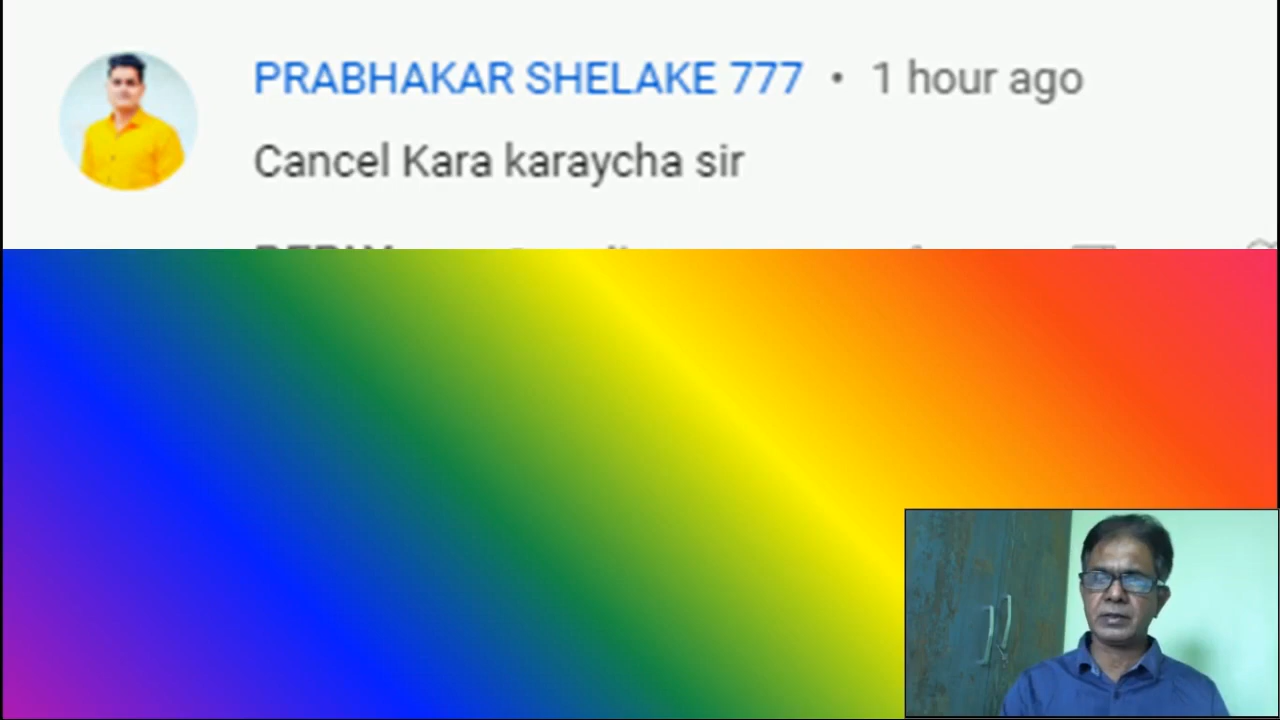 PRABHAKAR SHELAKE 777 • 1 hour ago
Cancel Kara karaycha sir